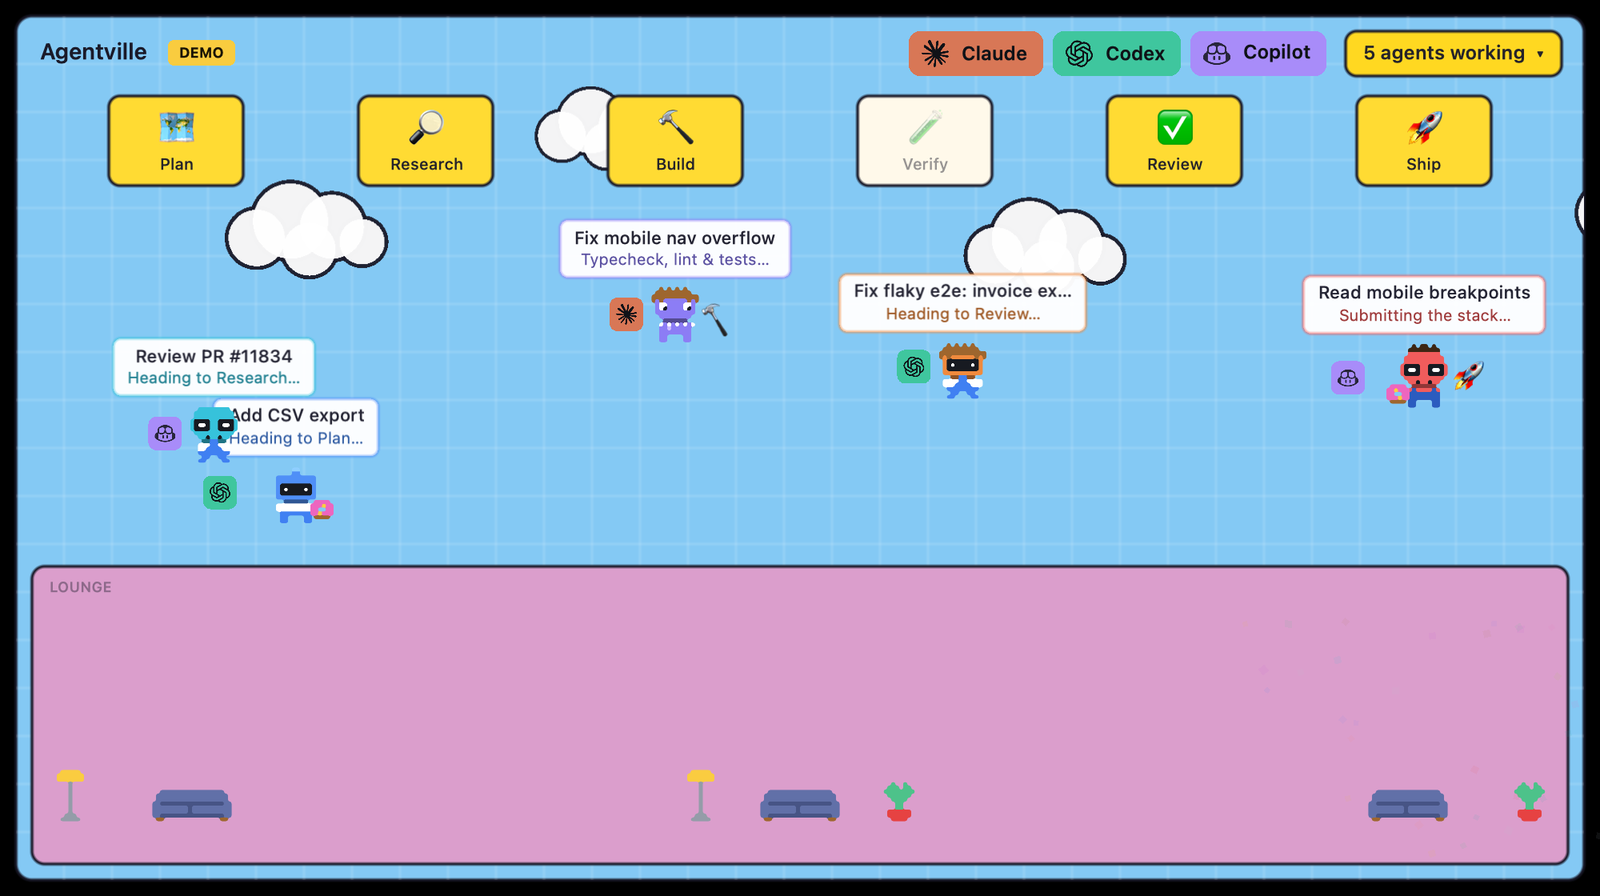 Agentville
DEMO
Claude
Codex
Copilot
5 agents working
Plan
Research
Build
Verify
Review
Ship
Fix mobile nav overflow
Typecheck, lint & tests...
Fix flaky e2e: invoice ex...
Heading to Review...
Read mobile breakpoints
Submitting the stack...
Review PR #11834
Heading to Research...
Add CSV export
Heading to Plan...
LOUNGE